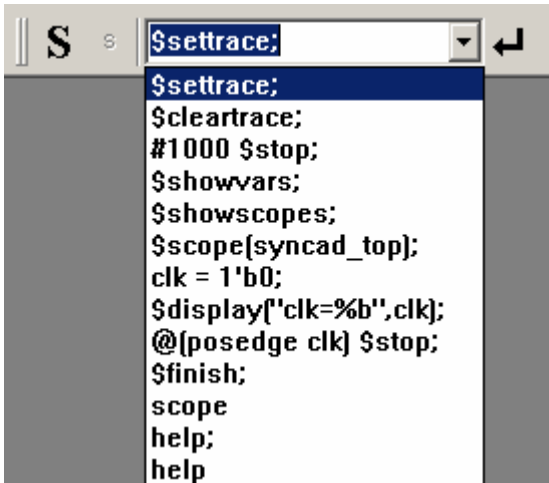 S s $settrace;
$settrace;
$cleartrace;
#1000 $stop;
$showvars;
$showscopes;
$scope(syncad_top);
clk = 1'b0;
$display("clk=%b",clk);
@(posedge clk) $stop;
$finish;
scope
help;
help